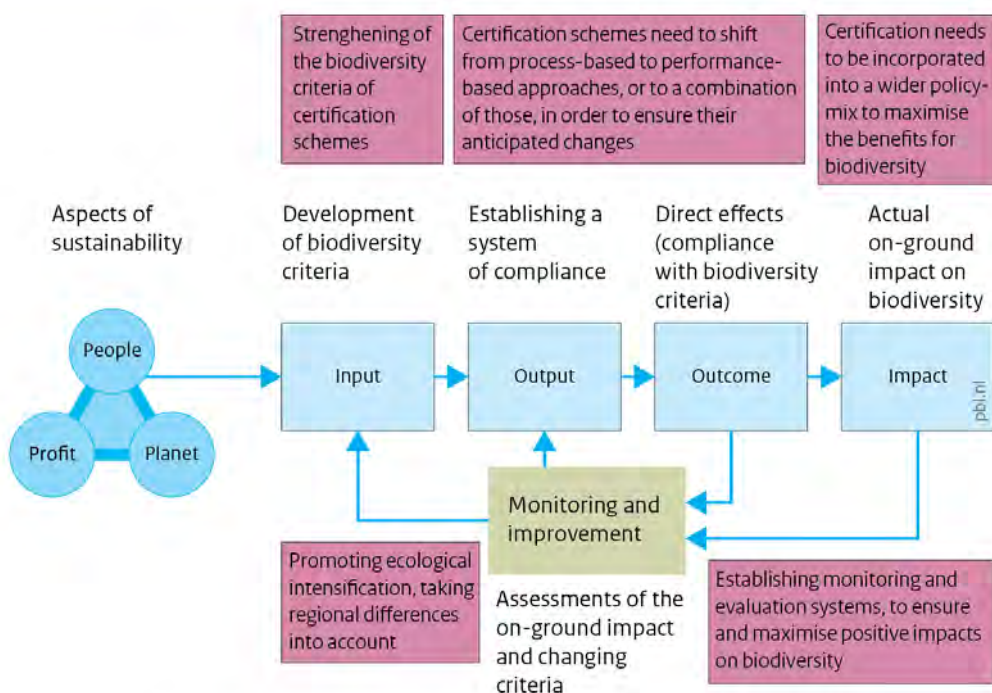 Strenghening of
the biodiversity
criteria of
certification
schemes
Certification schemes need to shift
from process-based to performance-
based approaches, or to a combination
of those, in order to ensure their
anticipated changes
Certification needs
to be incorporated
into a wider policy-
mix to maximise
the benefits for
biodiversity
Aspects of
sustainability
Development
of biodiversity
criteria
Establishing a
system
of compliance
Direct effects
(compliance
with biodiversity
criteria)
Actual
on-ground
impact on
biodiversity
People
Profit
Planet
Input
Output
Outcome
Impact
pbl.nl
Monitoring and
improvement
Promoting ecological
intensification, taking
regional differences
into account
Assessments of the
on-ground impact
and changing
criteria
Establishing monitoring and
evaluation systems, to ensure
and maximise positive impacts
on biodiversity